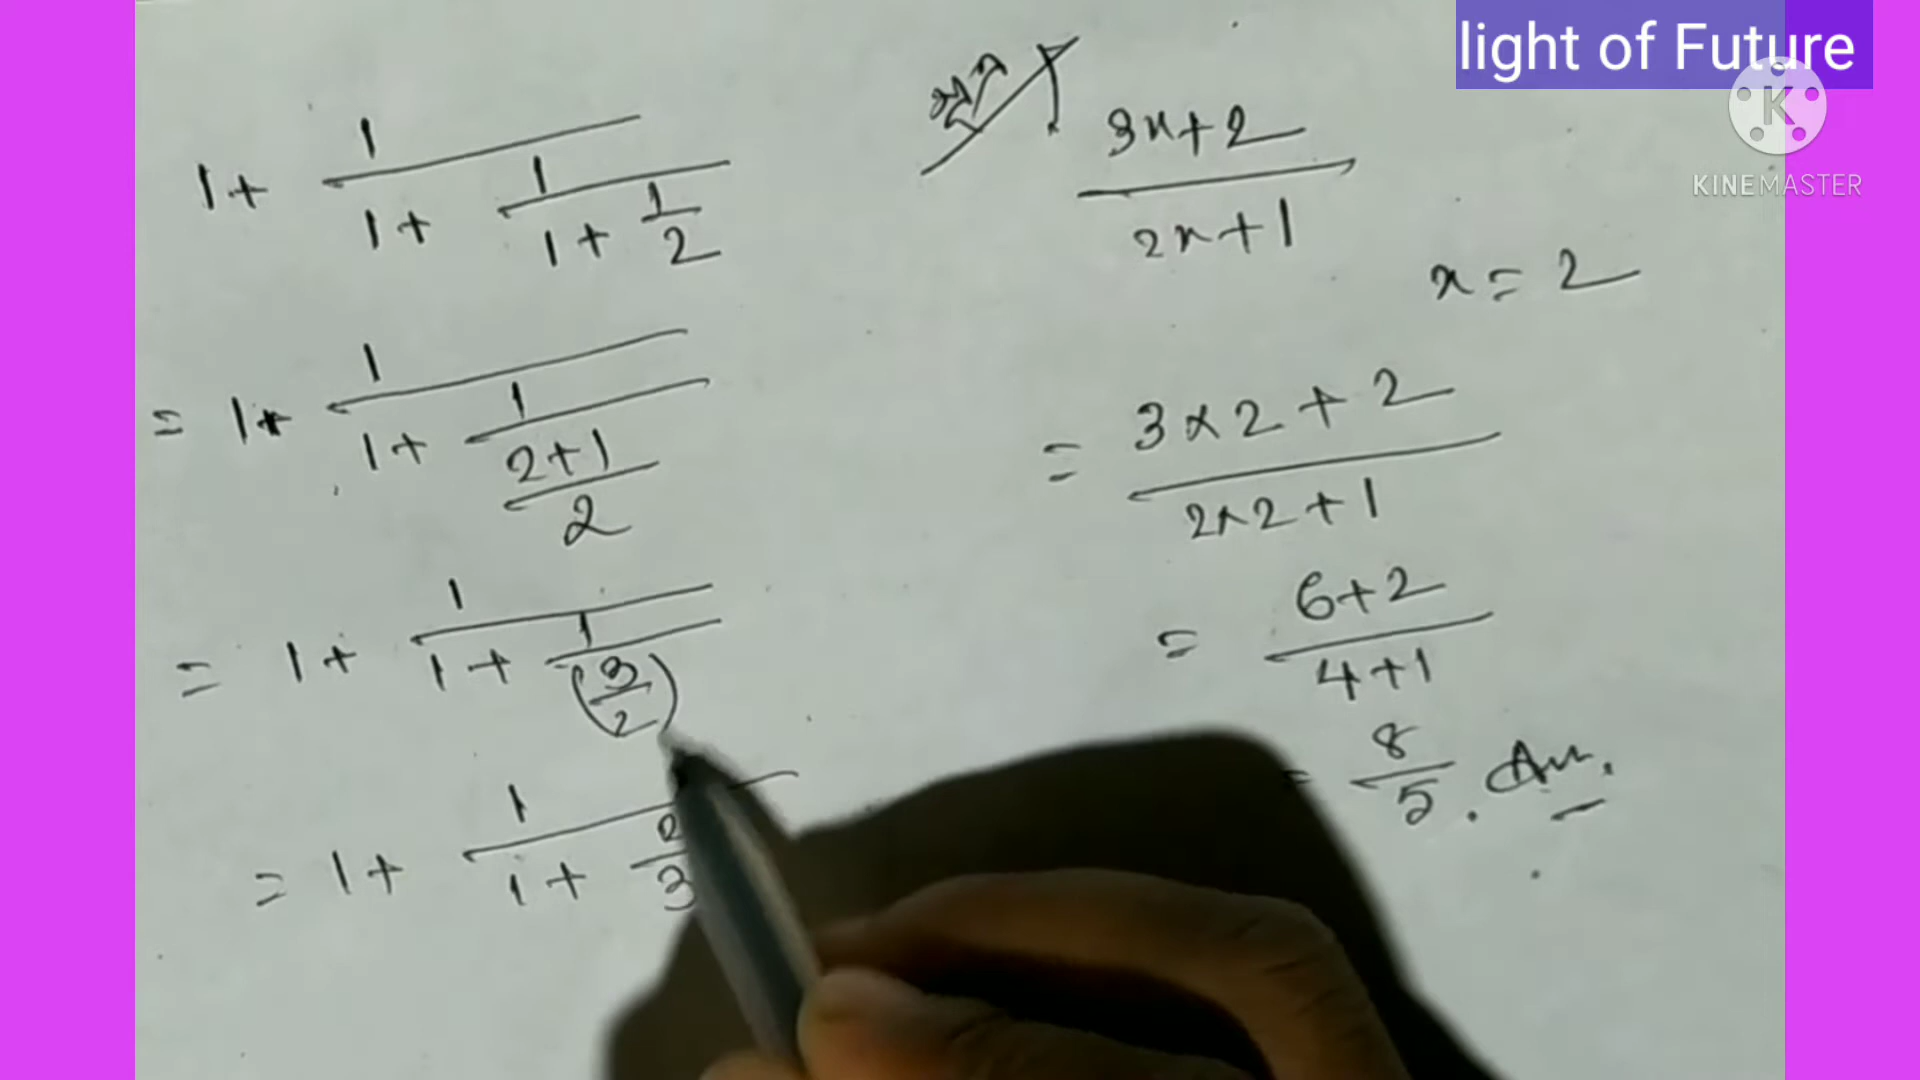 light of Future
KINEMASTER
1 + 1/(1 + 1/(1 + 1/2))
= 1 + 1/(1 + 1/((2+1)/2))
= 1 + 1/(1 + 1/(3/2))
= 1 + 1/(1 + 2/3
(3x+2)/(2x+1)
x = 2
= (3×2+2)/(2×2+1)
= (6+2)/(4+1)
= 8/5. An.